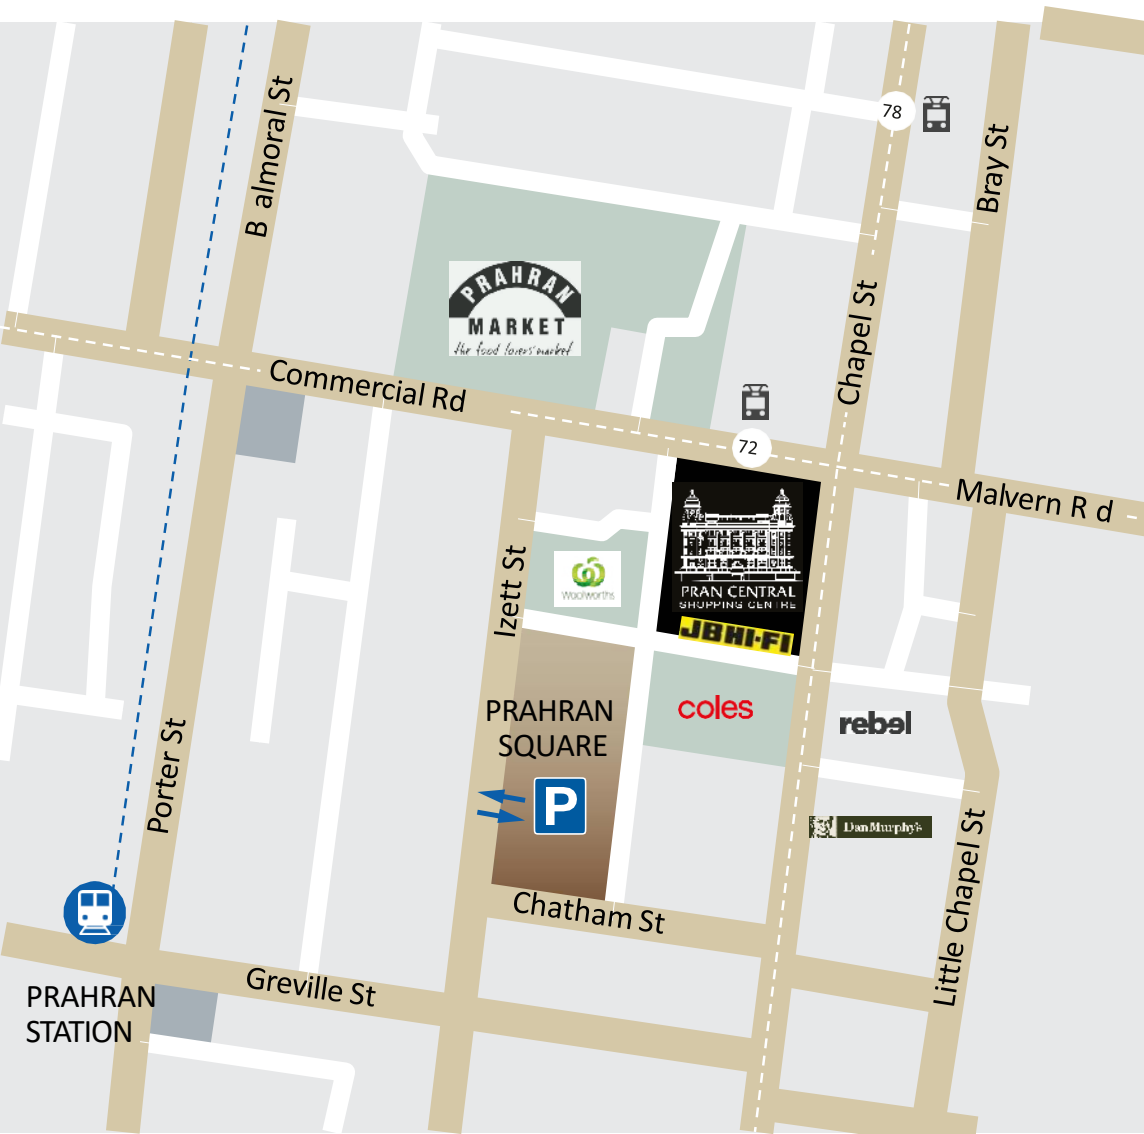 78
B almoral St
Bray St
PRAHRAN
MARKET
the food lovers' market
Chapel St
Commercial Rd
72
Malvern R d
PRAN CENTRAL
SHOPPING CENTRE
JB HI-FI
Izett St
Woolworths
coles
rebel
PRAHRAN
SQUARE
P
Porter St
Dan Murphy's
Chatham St
Little Chapel St
Greville St
PRAHRAN
STATION